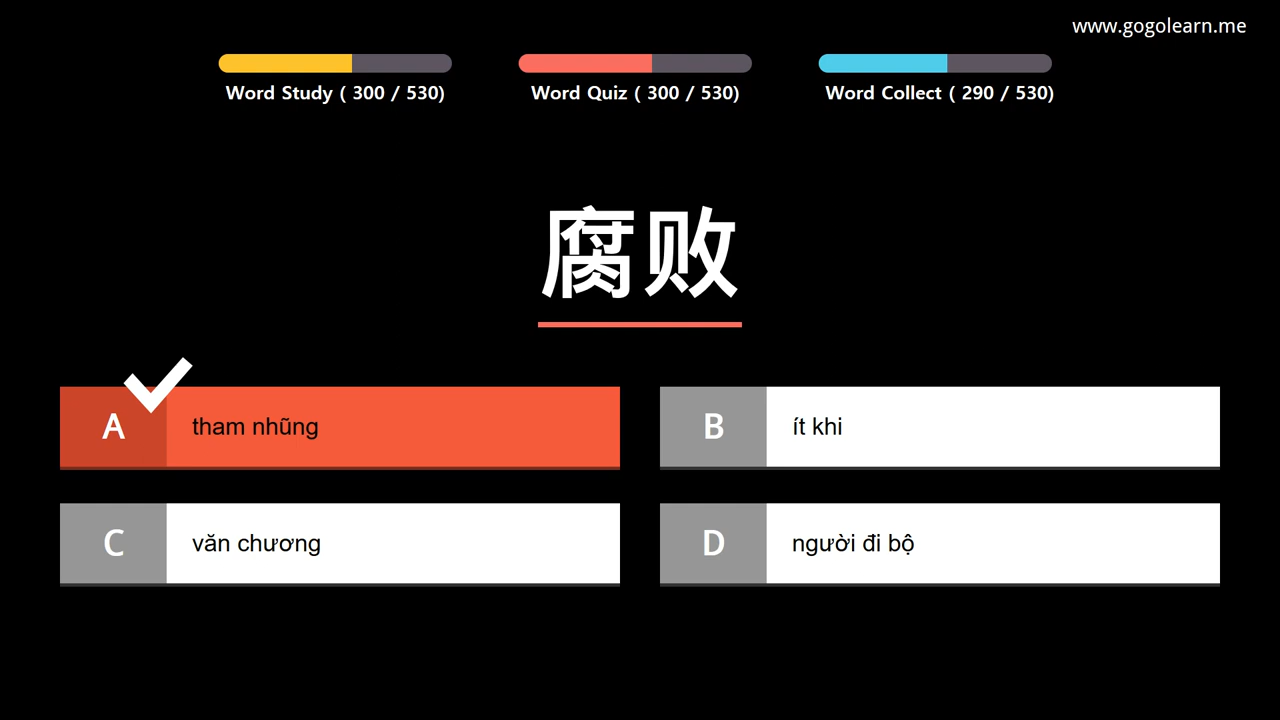 www.gogolearn.me
Word Study ( 300 / 530)
Word Quiz ( 300 / 530)
Word Collect ( 290 / 530)
腐败
A tham nhũng
B ít khi
C văn chương
D người đi bộ